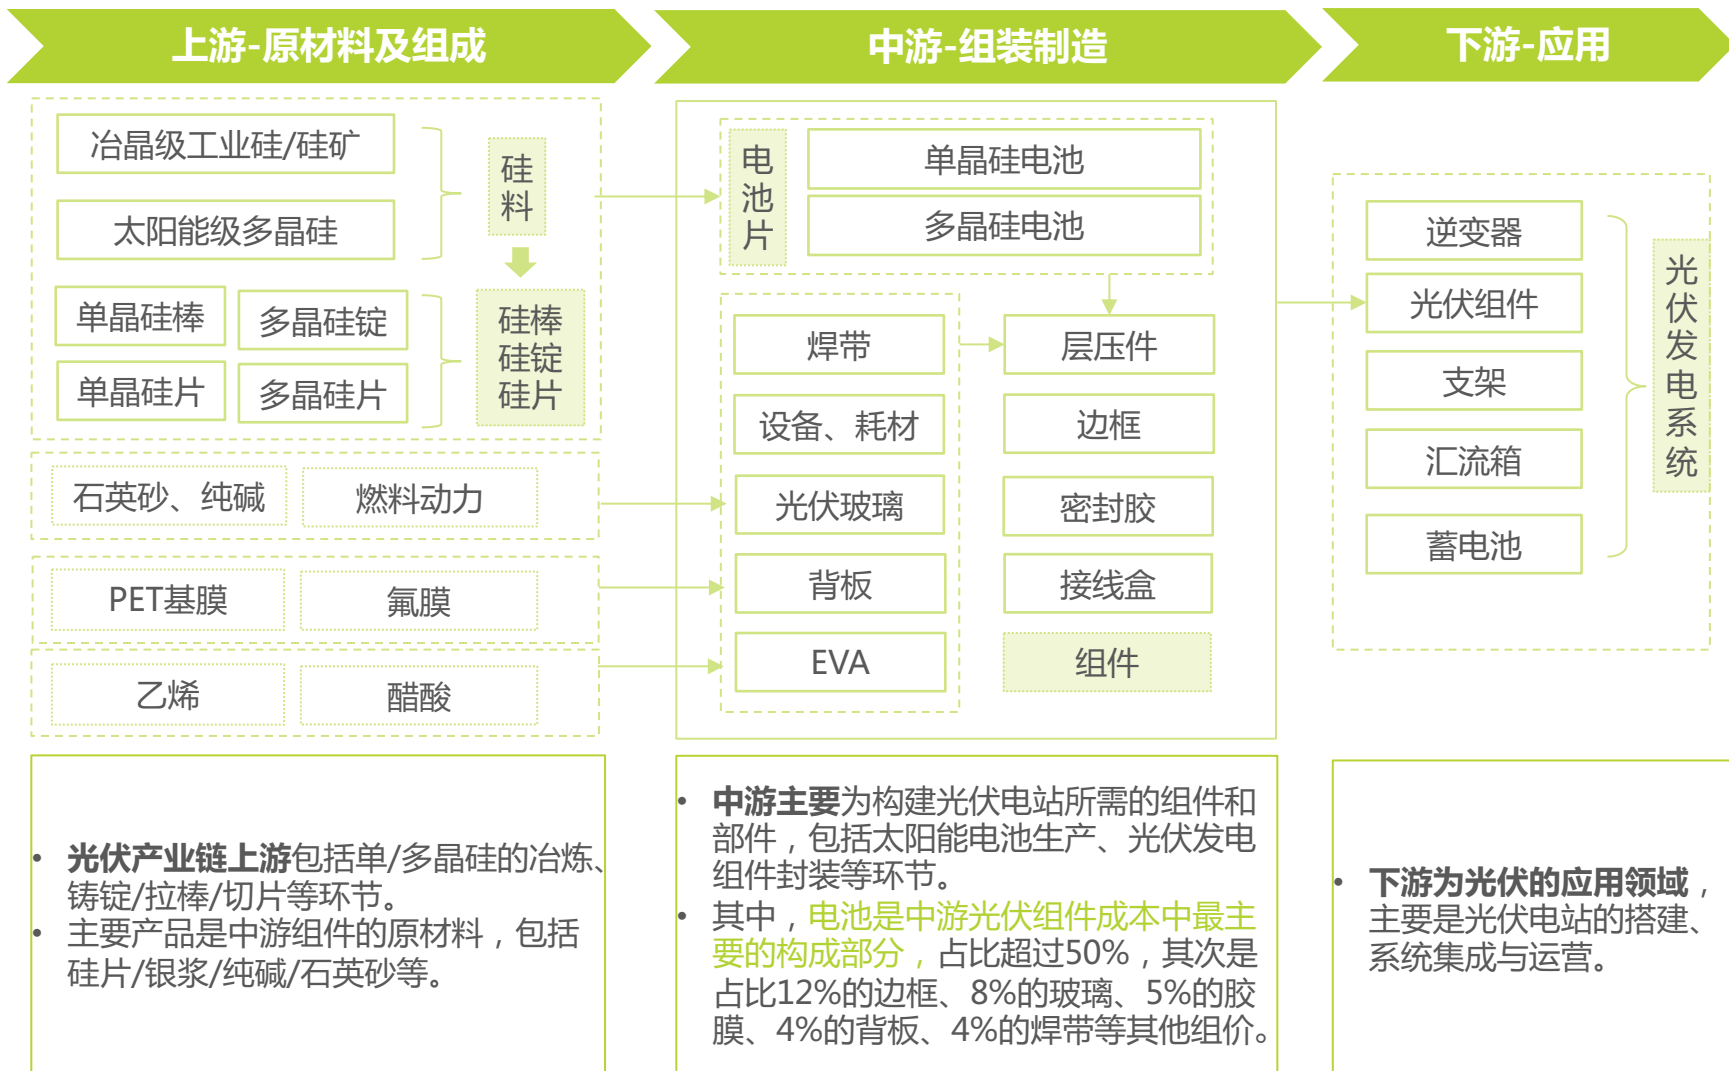 上游-原材料及组成
中游-组装制造
下游-应用
冶晶级工业硅/硅矿
太阳能级多晶硅
硅
料
单晶硅棒
多晶硅锭
单晶硅片
多晶硅片
硅棒
硅锭
硅片
石英砂、纯碱
燃料动力
PET基膜
氟膜
乙烯
醋酸
电
池
片
单晶硅电池
多晶硅电池
焊带
层压件
设备、耗材
边框
光伏玻璃
密封胶
背板
接线盒
EVA
组件
逆变器
光伏组件
支架
汇流箱
蓄电池
光
伏
发
电
系
统
• 光伏产业链上游包括单/多晶硅的冶炼、
铸锭/拉棒/切片等环节。
• 主要产品是中游组件的原材料，包括
硅片/银浆/纯碱/石英砂等。
• 中游主要为构建光伏电站所需的组件和
部件，包括太阳能电池生产、光伏发电
组件封装等环节。
• 其中，电池是中游光伏组件成本中最主
要的构成部分，占比超过50%，其次是
占比12%的边框、8%的玻璃、5%的胶
膜、4%的背板、4%的焊带等其他组价。
• 下游为光伏的应用领域，
主要是光伏电站的搭建、
系统集成与运营。